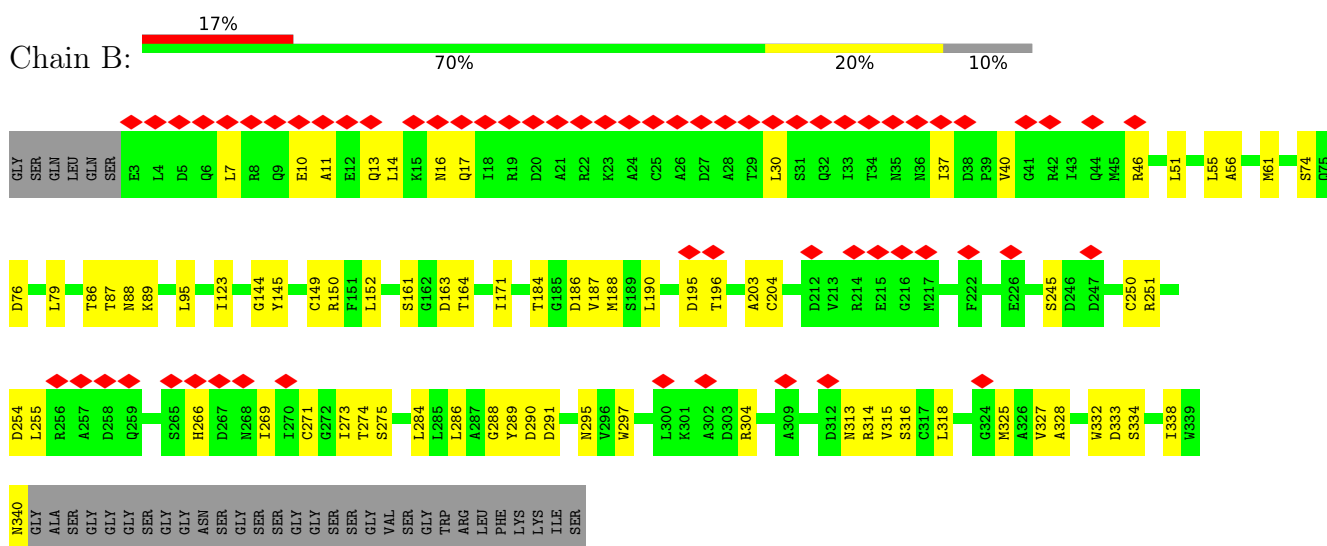 17%
Chain B:
70% 20% 10%
GLY SER GLN LEU GLN SER E3 L4 D5 Q6 L7 R8 Q9 E10 A11 E12 Q13 L14 K15 N16 Q17 I18 R19 D20 A21 R22 K23 A24 C25 A26 D27 A28 T29 L30 S31 Q32 I33 T34 N35 N36 I37 D38 P39 V40 G41 R42 I43 Q44 M45 R46 L51 L55 A56 M61 S74 Q75
D76 L79 T86 T87 N88 K89 L95 I123 G144 Y145 C149 R150 F151 L152 S161 G162 D163 T164 I171 T184 G185 D186 V187 M188 S189 L190 D195 T196 A203 C204 D212 V213 R214 E215 G216 M217 F222 E226 S245 D246 D247 C250 R251
D254 L255 R256 A257 D258 Q259 S265 H266 D267 N268 I269 I270 C271 G272 I273 T274 S275 L284 L285 L286 A287 G288 Y289 D290 D291 N295 V296 W297 L300 K301 A302 D303 R304 A309 D312 N313 R314 V315 S316 C317 L318 G324 M325 A326 V327 A328 W332 D333 S334 I338 W339
N340 GLY ALA SER GLY GLY GLY SER GLY GLY ASN SER GLY SER SER GLY GLY SER SER GLY VAL SER GLY TRP ARG LEU PHE LYS LYS ILE SER